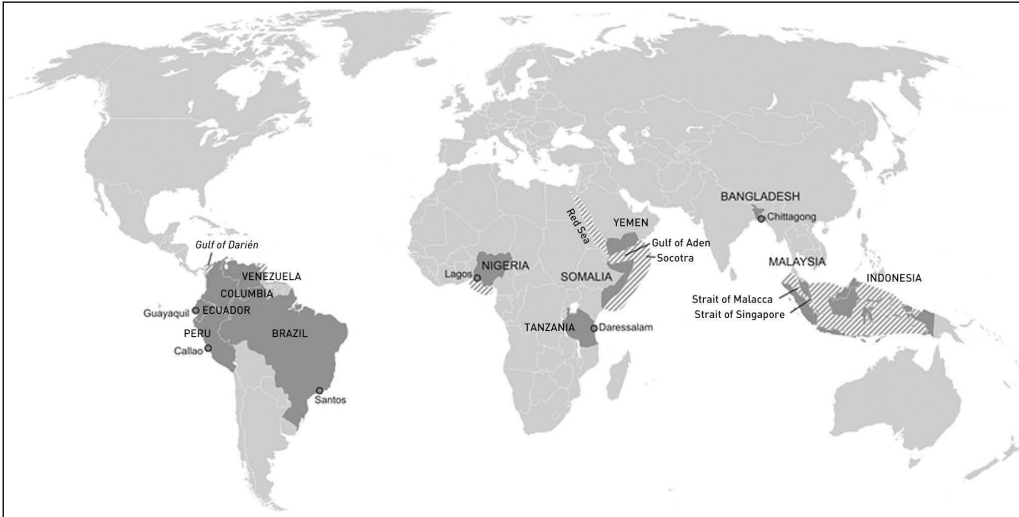 BANGLADESH
Chittagong
Red Sea
YEMEN
Gulf of Aden
Socotra
Gulf of Darién
MALAYSIA
NIGERIA
Lagos
SOMALIA
INDONESIA
VENEZUELA
COLUMBIA
Strait of Malacca
Strait of Singapore
Guayaquil
ECUADOR
PERU
BRAZIL
TANZANIA
Daressalam
Callao
Santos